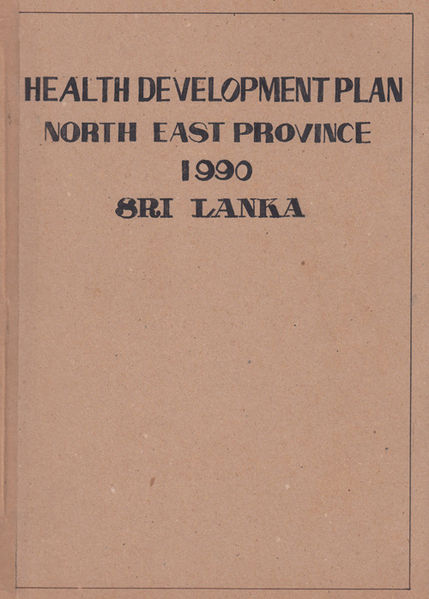 HEALTH DEVELOPMENT PLAN
NORTH EAST PROVINCE
1990
SRI LANKA